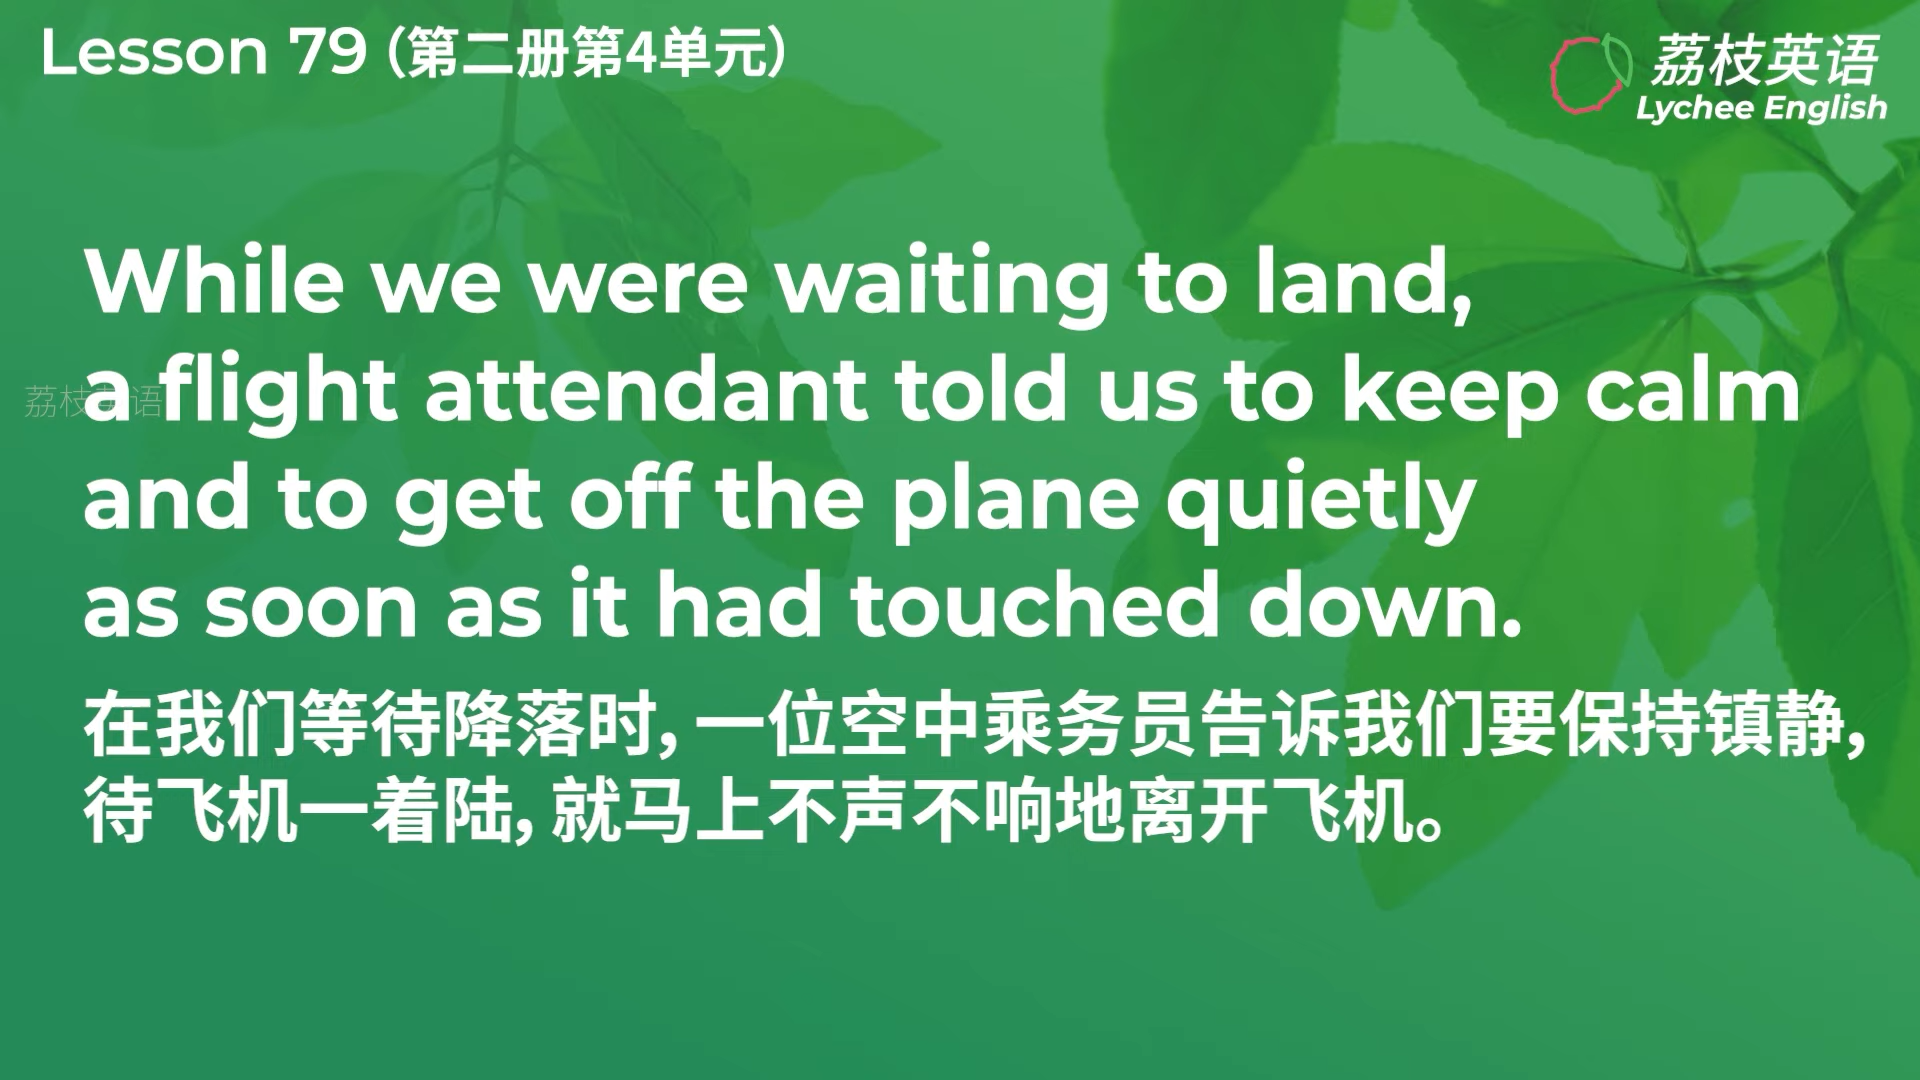 Lesson 79（第二册第4单元）
荔枝英语
Lychee English
While we were waiting to land,
a flight attendant told us to keep calm
荔枝英语
and to get off the plane quietly
as soon as it had touched down.
在我们等待降落时，一位空中乘务员告诉我们要保持镇静，
待飞机一着陆，就马上不声不响地离开飞机。